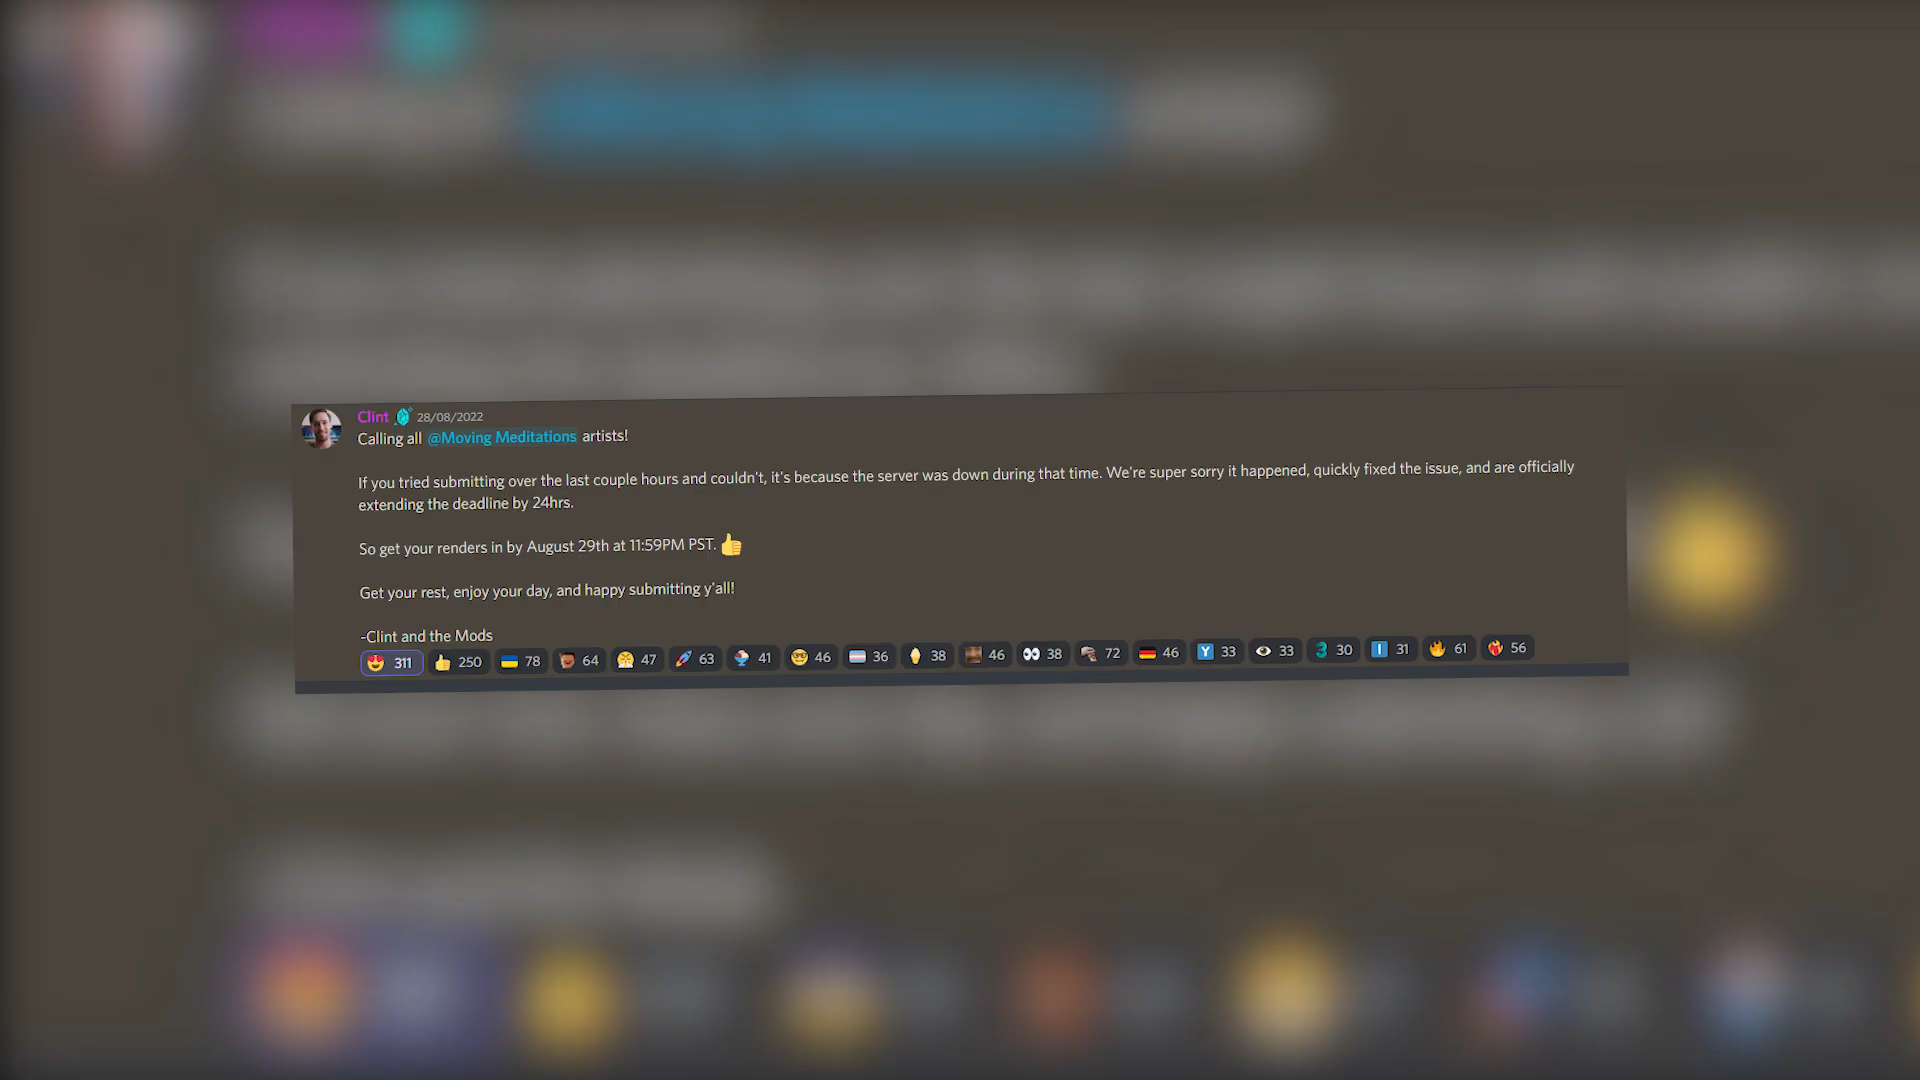 Clint 28/08/2022
Calling all @Moving Meditations artists!
If you tried submitting over the last couple hours and couldn't, it's because the server was down during that time. We're super sorry it happened, quickly fixed the issue, and are officially
extending the deadline by 24hrs.
So get your renders in by August 29th at 11:59PM PST.
Get your rest, enjoy your day, and happy submitting y'all!
-Clint and the Mods
311 250 78 64 47 63 41 46 36 38 46 38 72 46 Y 33 33 3 30 I 31 61 56